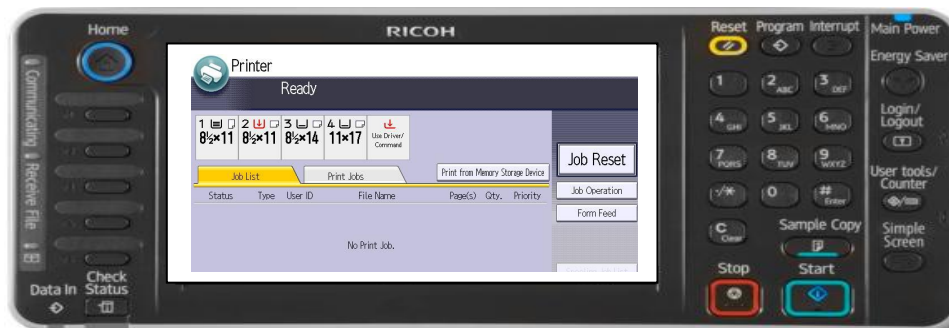 Home
RICOH
Reset Program Interrupt
Main Power
Energy Saver
Printer
Ready
1 2 3 4
8½×11 8½×11 8½×14 11×17
Use Driver/
Command
Job List
Print Jobs
Print from Memory Storage Device
Job Reset
Status Type User ID File Name Page(s) Qty. Priority
Job Operation
Form Feed
No Print Job.
Communicating
Receive File
1
2 ABC
3 DEF
4 GHI
5 JKL
6 MNO
7 PQRS
8 TUV
9 WXYZ
·/*
0
# Enter
C Clear
Login/
Logout
User tools/
Counter
Simple
Screen
Sample Copy
Stop
Start
Check
Status
Data In